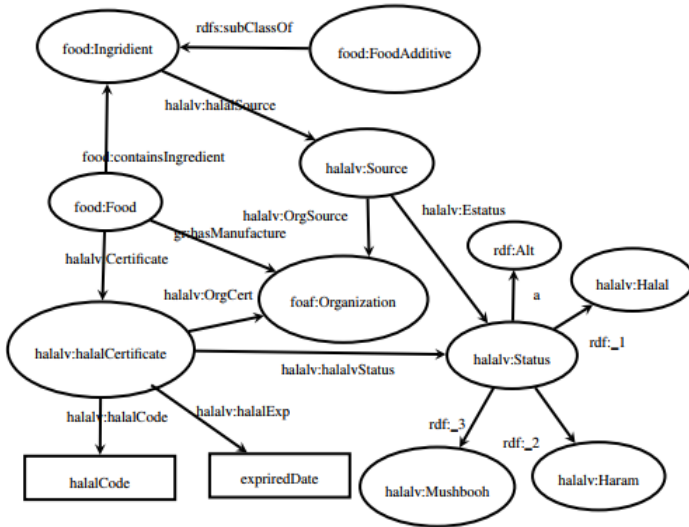 rdfs:subClassOf
food:Ingridient
food:FoodAdditive
halalv:halalSource
food:containsIngredient
halalv:Source
food:Food
halalv:OrgSource
halalv:Estatus
gr:hasManufacture
rdf:Alt
halalv:Certificate
halalv:Halal
halalv:OrgCert
foaf:Organization
a
rdf:_1
halalv:halalCertificate
halalv:Status
halalv:halalvStatus
halalv:halalCode
halalv:halalExp
rdf:_3
rdf:_2
halalCode
expriredDate
halalv:Mushbooh
halalv:Haram